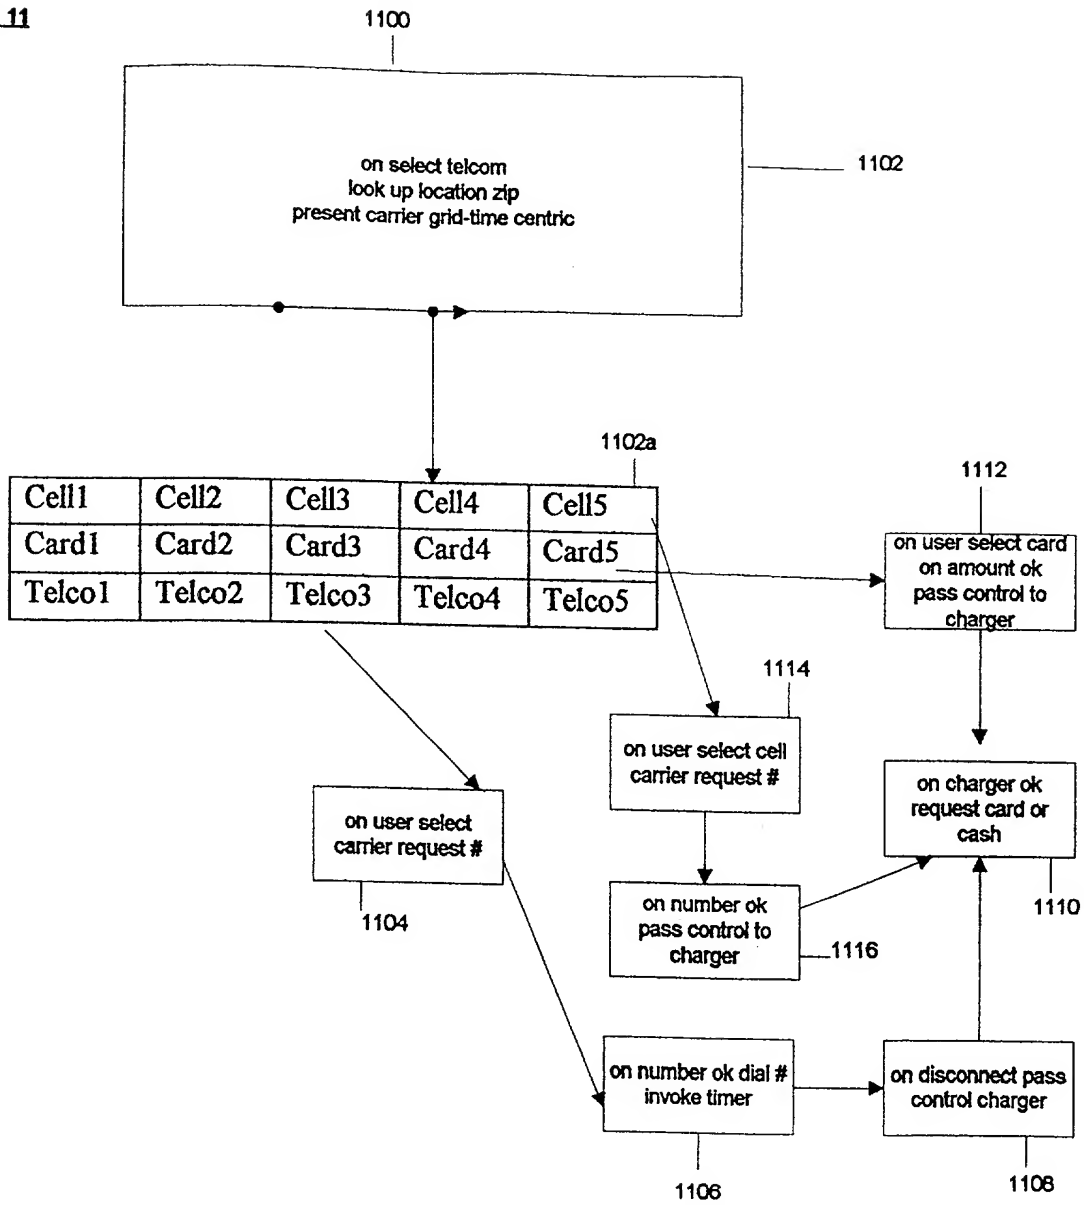 11
1100
on select telcom
look up location zip
present carrier grid-time centric
1102
1102a
Cell1 Cell2 Cell3 Cell4 Cell5
Card1 Card2 Card3 Card4 Card5
Telco1 Telco2 Telco3 Telco4 Telco5
1112
on user select card
on amount ok
pass control to
charger
1114
on user select cell
carrier request #
on charger ok
request card or
cash
1110
on user select
carrier request #
1104
on number ok
pass control to
charger
1116
on number ok dial #
invoke timer
1106
on disconnect pass
control charger
1108